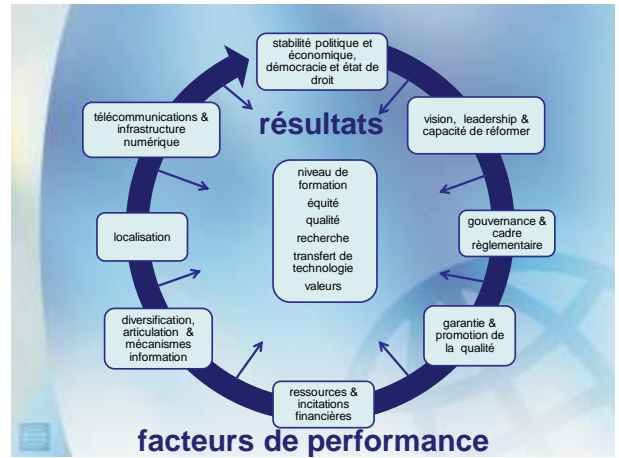 stabilité politique et
économique,
démocratie et état de
droit
télécommunications &
infrastructure
numérique
résultats
vision, leadership &
capacité de réformer
niveau de
formation
équité
qualité
recherche
transfert de
technologie
valeurs
localisation
gouvernance &
cadre
règlementaire
diversification,
articulation &
mécanismes
information
garantie &
promotion de
la qualité
ressources &
incitations
financières
facteurs de performance